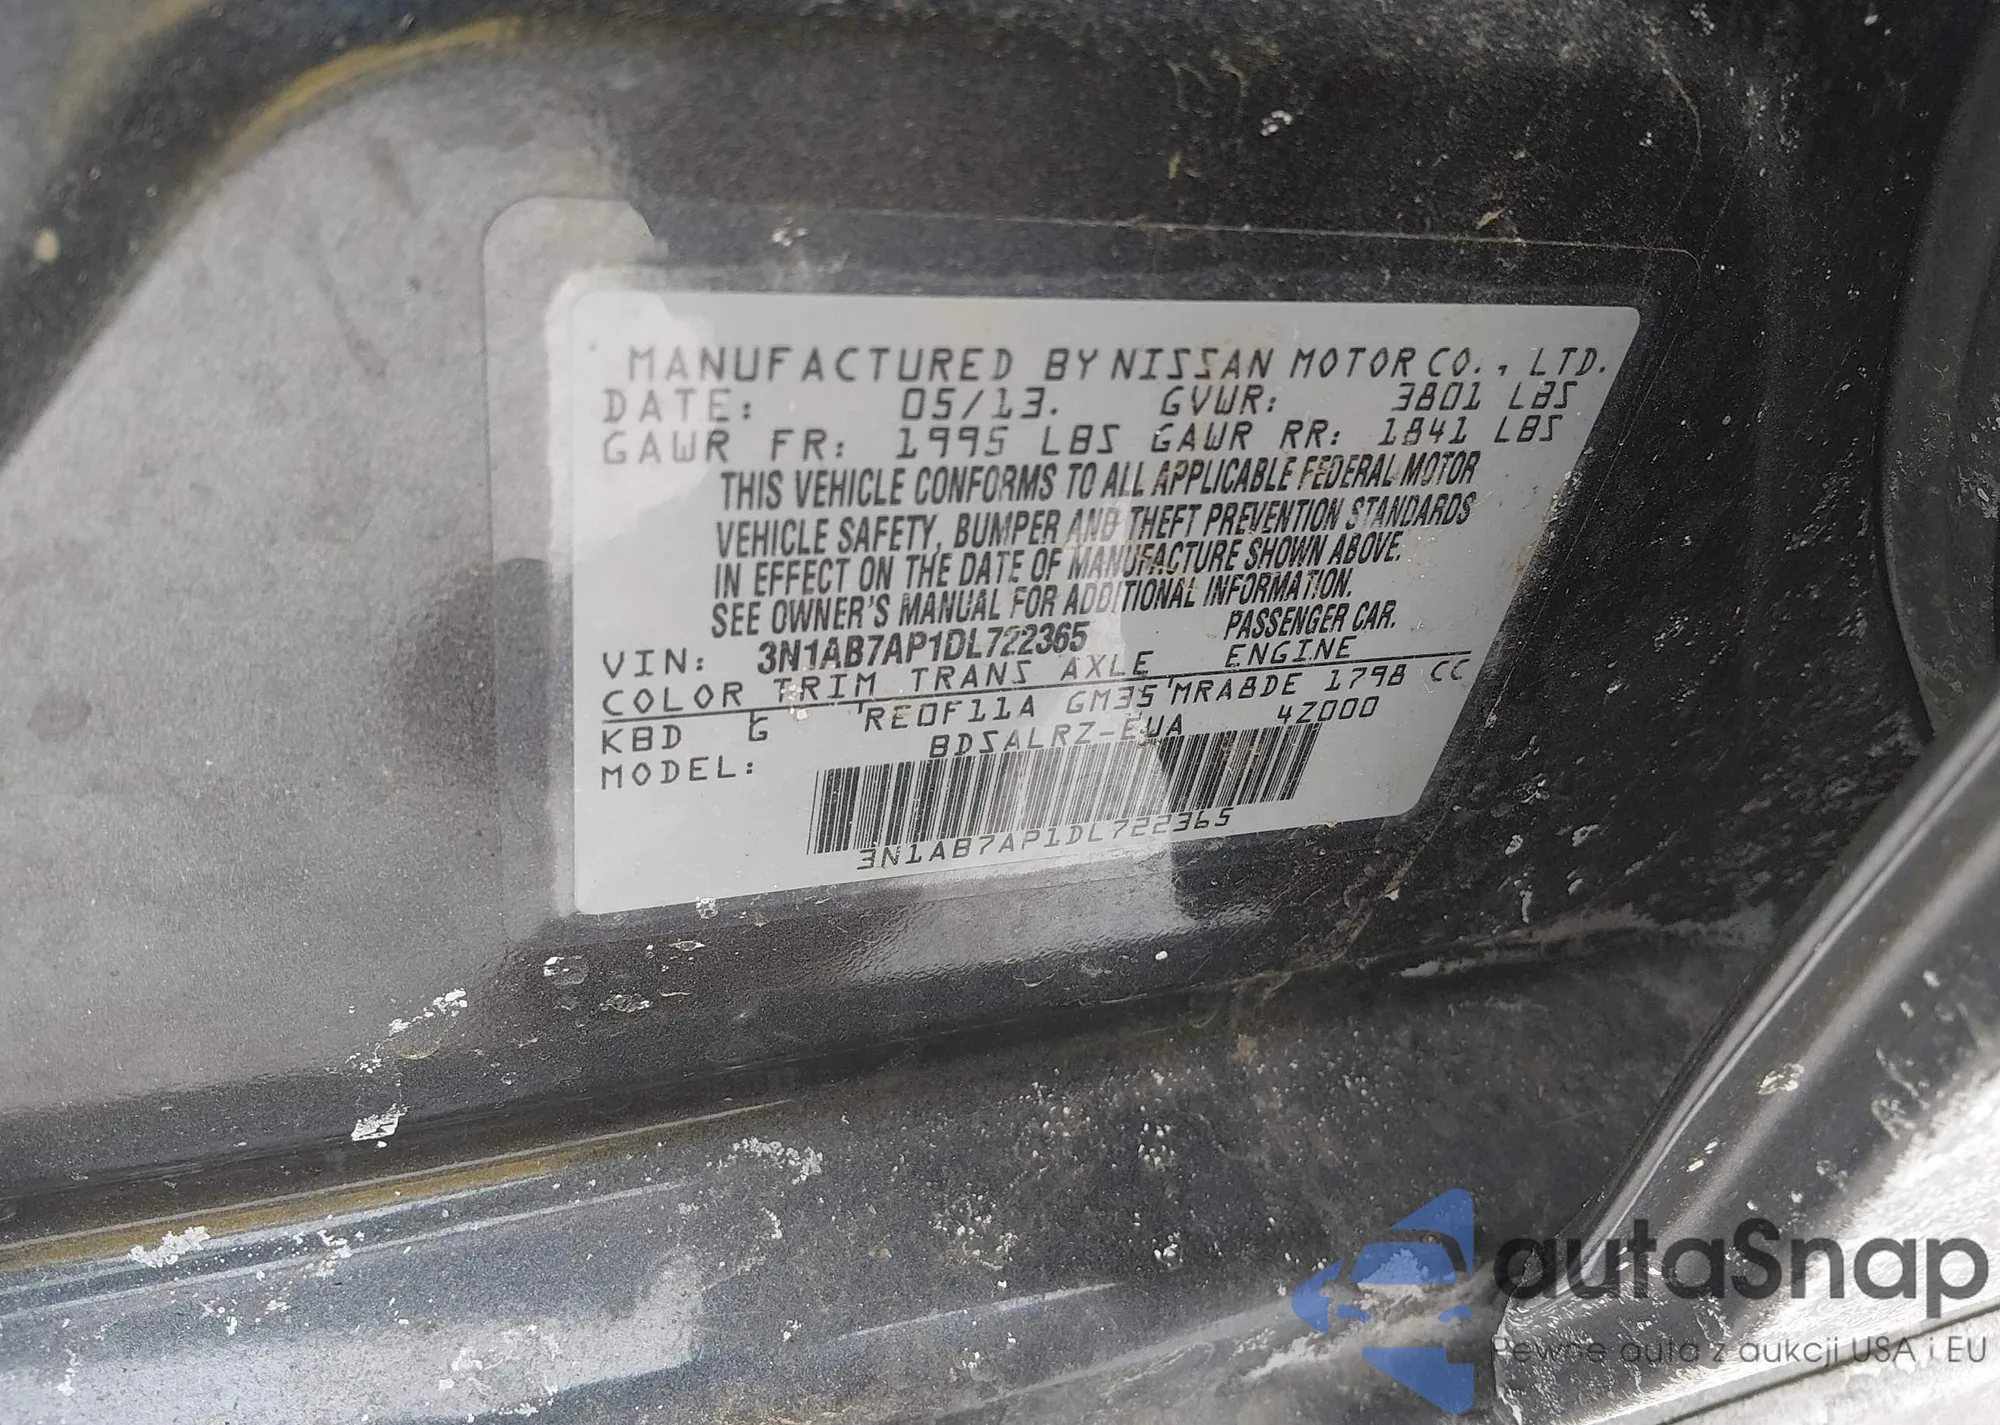 MANUFACTURED BY NISSAN MOTOR CO., LTD.
DATE: 05/13. GVWR: 3801 LBS
GAWR FR: 1995 LBS GAWR RR: 1841 LBS
THIS VEHICLE CONFORMS TO ALL APPLICABLE FEDERAL MOTOR
VEHICLE SAFETY, BUMPER AND THEFT PREVENTION STANDARDS
IN EFFECT ON THE DATE OF MANUFACTURE SHOWN ABOVE.
SEE OWNER'S MANUAL FOR ADDITIONAL INFORMATION.
VIN: 3N1AB7AP1DL722365 PASSENGER CAR.
COLOR TRIM TRANS AXLE ENGINE
KBD G RE0F11A GM35 MRA8DE 1798 CC
MODEL: BDSALRZ-EUA 4Z000
3N1AB7AP1DL722365
autaSnap
Pewne auta z aukcji USA i EU